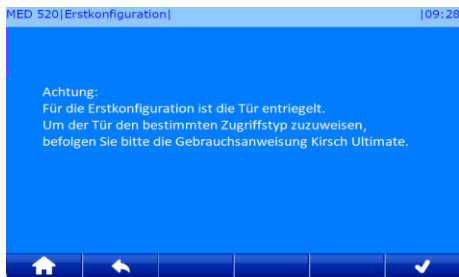 MED 520|Erstkonfiguration| |09:28
Achtung:
Für die Erstkonfiguration ist die Tür entriegelt.
Um der Tür den bestimmten Zugriffstyp zuzuweisen,
befolgen Sie bitte die Gebrauchsanweisung Kirsch Ultimate.